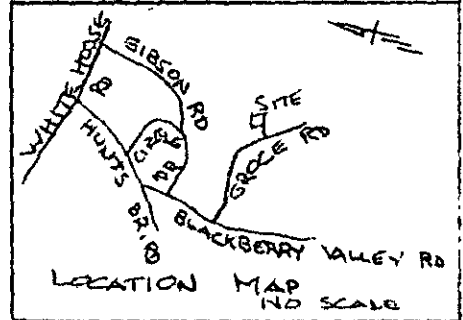 WHITE HORSE
RD
GIBSON RD
SITE
CIRCLE
DR
GROCE RD
HUNTS
BR. RD
BLACKBERRY VALLEY RD
LOCATION MAP
NO SCALE